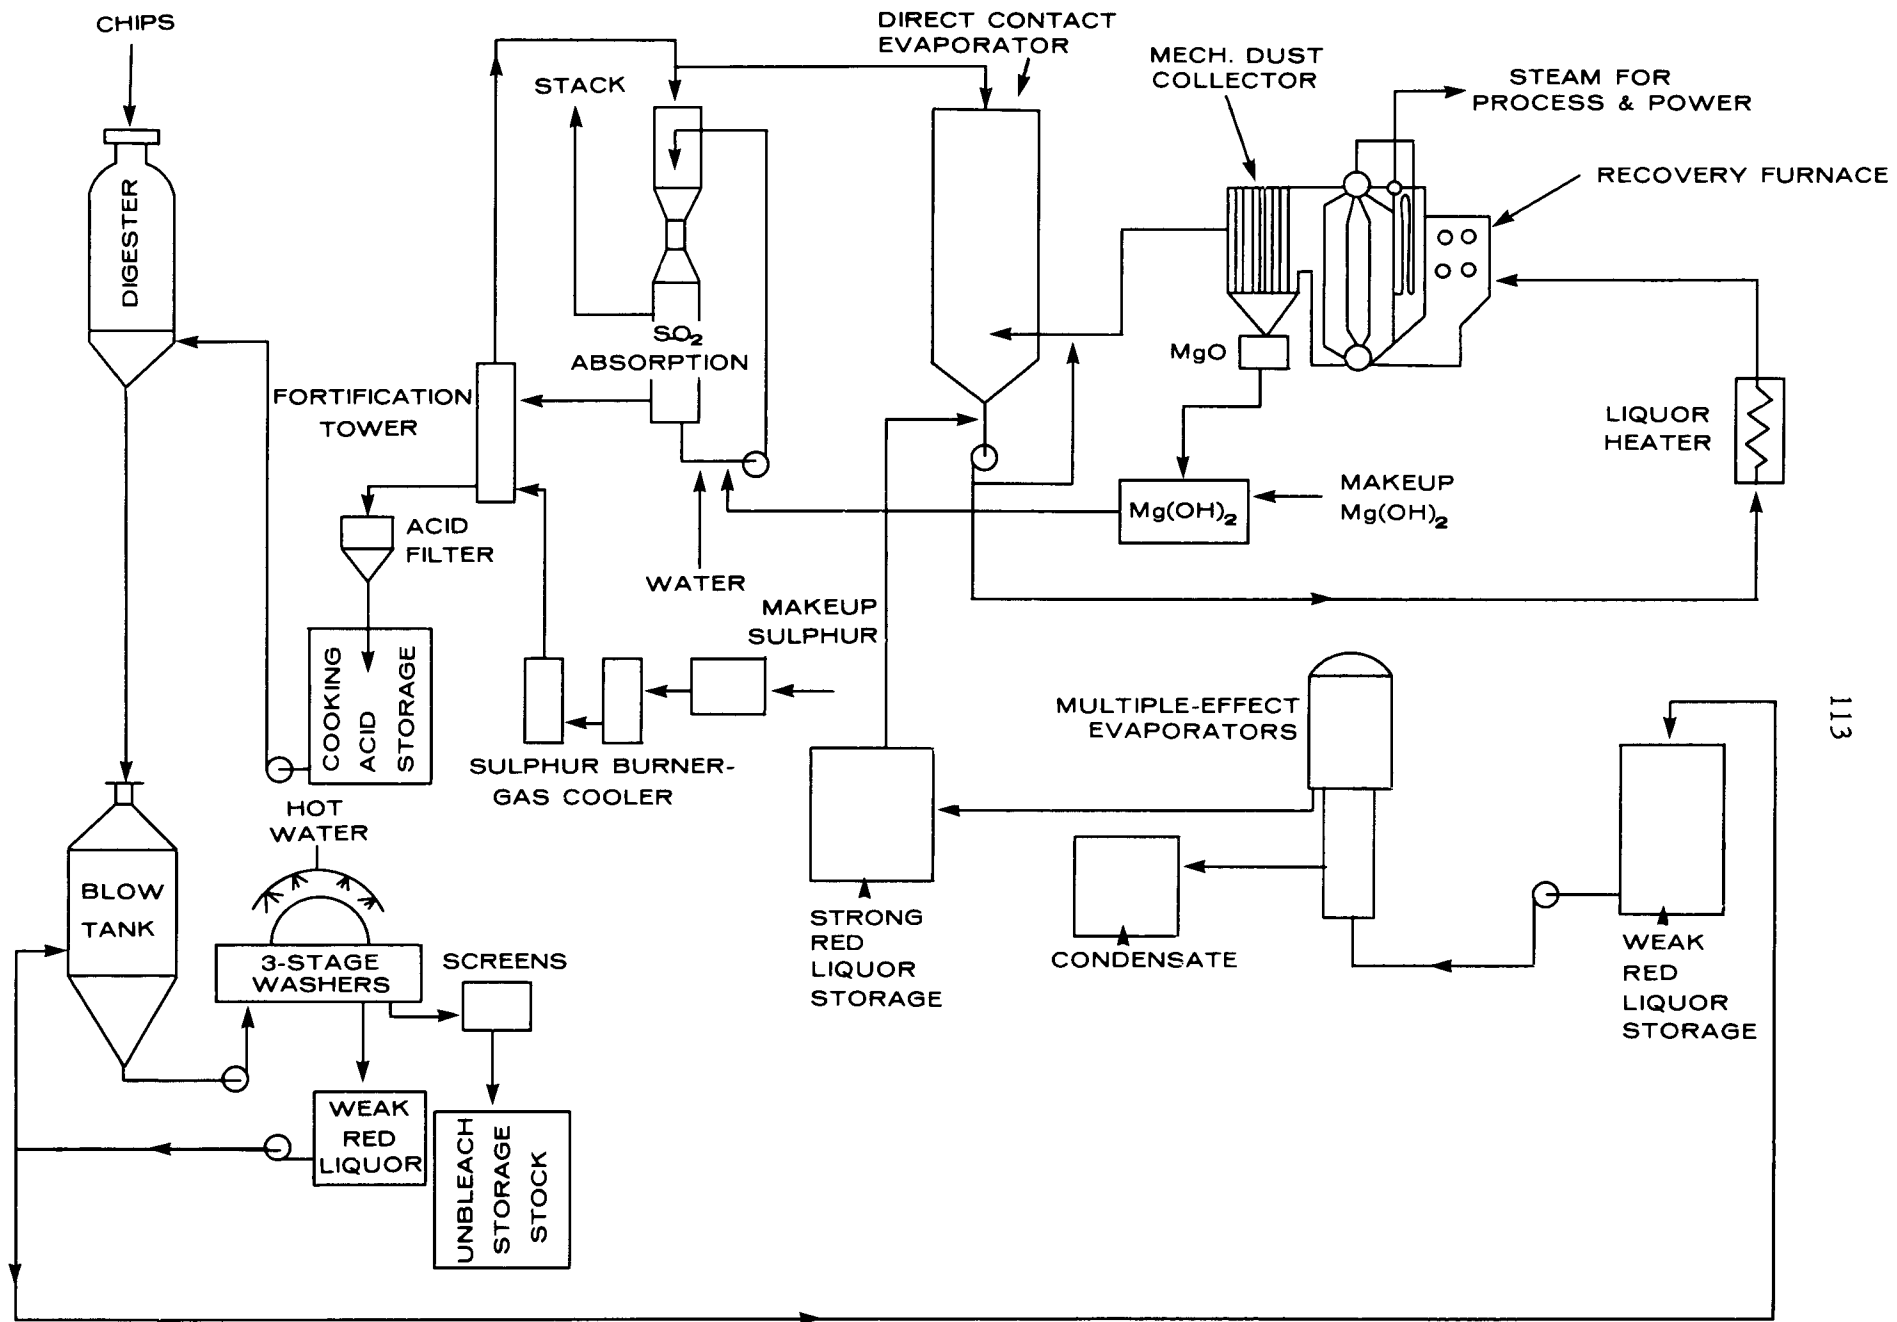 CHIPS
DIGESTER
STACK
DIRECT CONTACT
EVAPORATOR
MECH. DUST
COLLECTOR
STEAM FOR
PROCESS & POWER
RECOVERY FURNACE
SO2
ABSORPTION
MgO
FORTIFICATION
TOWER
LIQUOR
HEATER
ACID
FILTER
WATER
Mg(OH)2
MAKEUP
Mg(OH)2
MAKEUP
SULPHUR
COOKING
ACID
STORAGE
SULPHUR BURNER-
GAS COOLER
MULTIPLE-EFFECT
EVAPORATORS
113
HOT
WATER
BLOW
TANK
3-STAGE
WASHERS
SCREENS
STRONG
RED
LIQUOR
STORAGE
CONDENSATE
WEAK
RED
LIQUOR
STORAGE
WEAK
RED
LIQUOR
UNBLEACH
STORAGE
STOCK